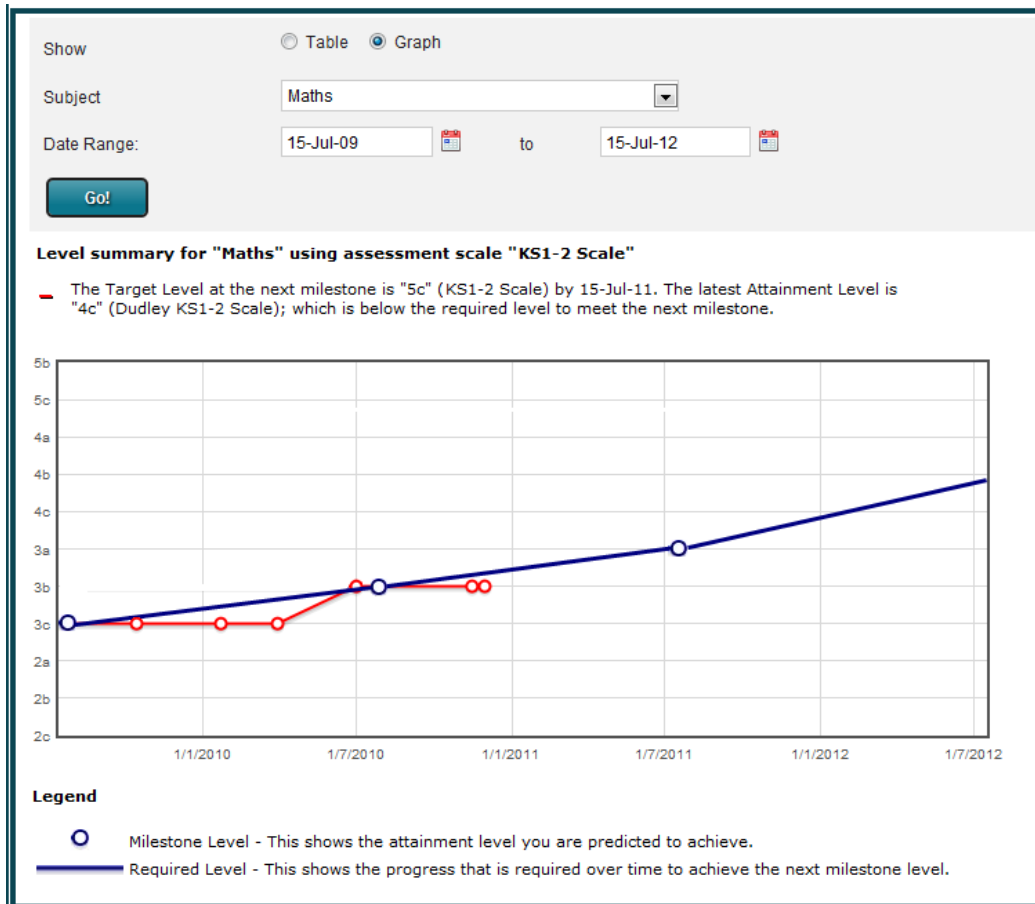 Show
Table
Graph
Subject
Maths
Date Range:
15-Jul-09
to
15-Jul-12
Go!
Level summary for "Maths" using assessment scale "KS1-2 Scale"
The Target Level at the next milestone is "5c" (KS1-2 Scale) by 15-Jul-11. The latest Attainment Level is
"4c" (Dudley KS1-2 Scale); which is below the required level to meet the next milestone.
5b
5c
4a
4b
4c
3a
3b
3c
2a
2b
2c
1/1/2010
1/7/2010
1/1/2011
1/7/2011
1/1/2012
1/7/2012
Legend
Milestone Level - This shows the attainment level you are predicted to achieve.
Required Level - This shows the progress that is required over time to achieve the next milestone level.